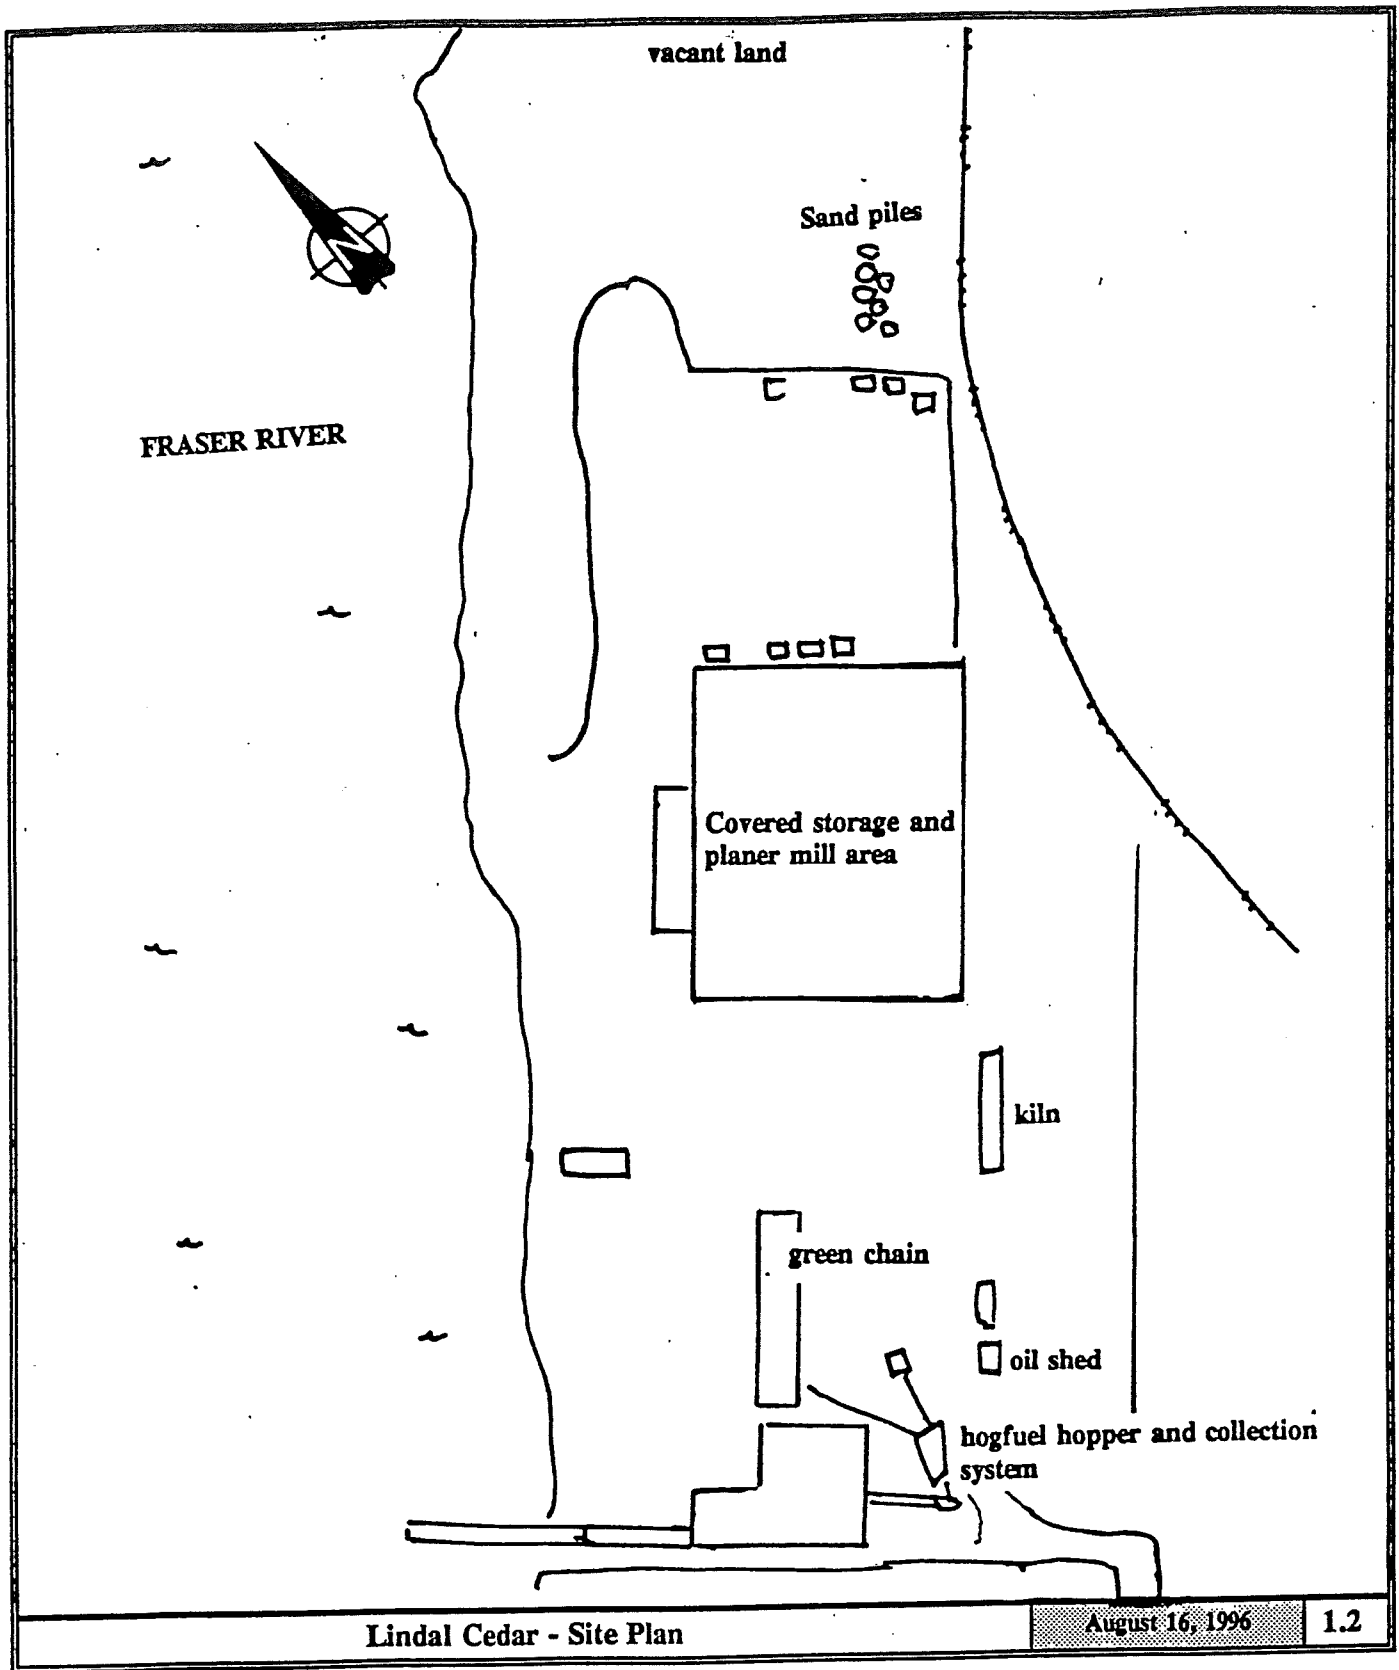 vacant land
Sand piles
FRASER RIVER
Covered storage and
planer mill area
kiln
green chain
oil shed
hogfuel hopper and collection
system
Lindal Cedar - Site Plan
August 16, 1996
1.2